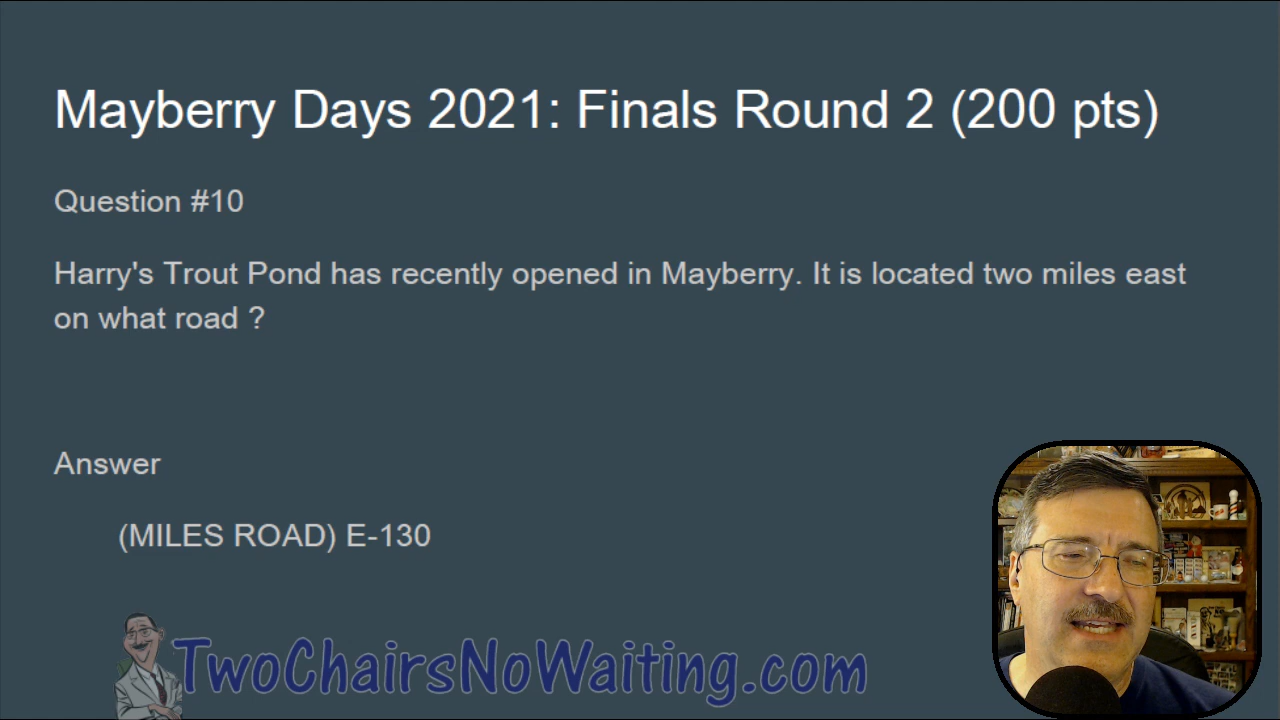 Mayberry Days 2021: Finals Round 2 (200 pts)
Question #10
Harry's Trout Pond has recently opened in Mayberry. It is located two miles east
on what road ?
Answer
(MILES ROAD) E-130
TwoChairsNoWaiting.com